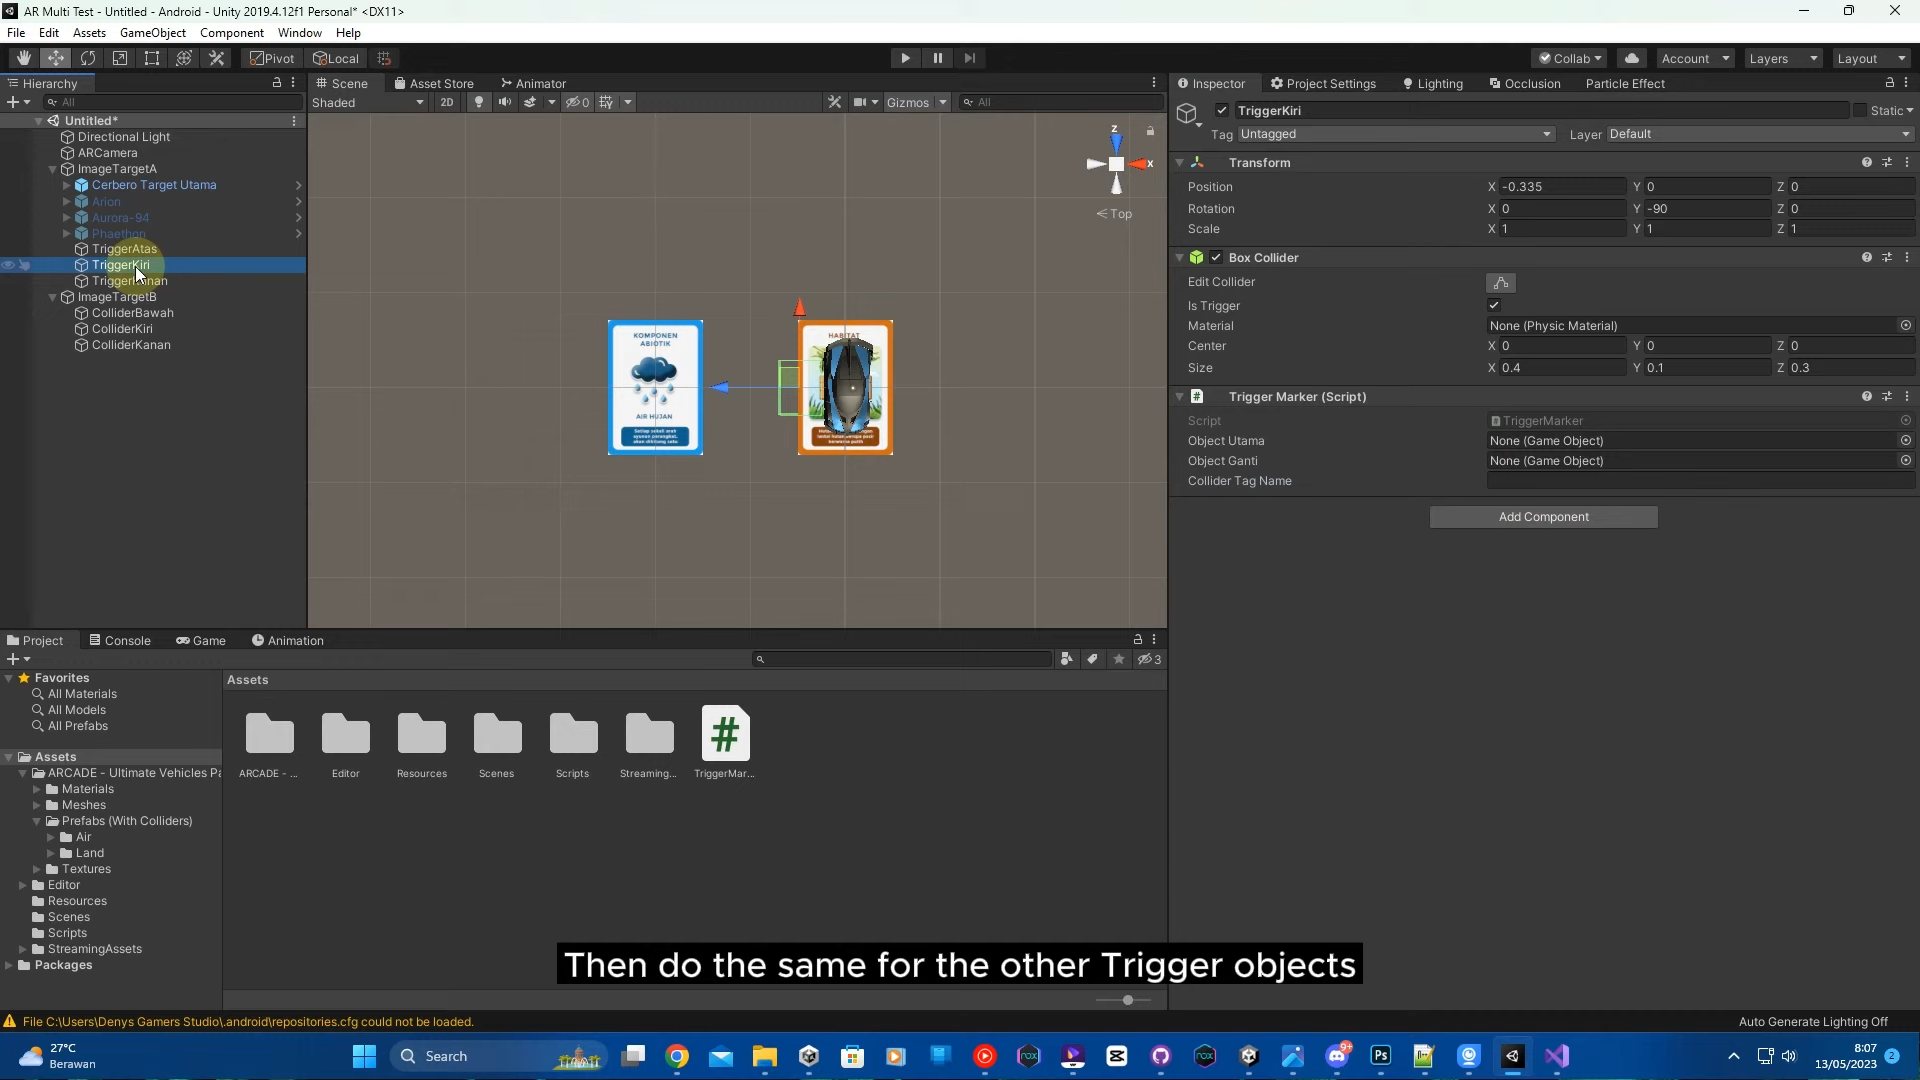 AR Multi Test - Untitled - Android - Unity 2019.4.12f1 Personal* <DX11>
File Edit Assets GameObject Component Window Help
Pivot Local Collab Account Layers Layout
Hierarchy
All
Untitled*
Directional Light
ARCamera
ImageTargetA
Cerbero Target Utama
Arion
Aurora-94
Phaethon
TriggerAtas
TriggerKiri
TriggerKanan
ImageTargetB
ColliderBawah
ColliderKiri
ColliderKanan
Scene Asset Store Animator
Shaded 2D 0 Gizmos All
Z
X
Top
KOMPONEN
ABIOTIK
AIR HUJAN
HABITAT
Inspector Project Settings Lighting Occlusion Particle Effect
TriggerKiri Static
Tag Untagged Layer Default
Transform
Position X -0.335 Y 0 Z 0
Rotation X 0 Y -90 Z 0
Scale X 1 Y 1 Z 1
Box Collider
Edit Collider
Is Trigger
Material None (Physic Material)
Center X 0 Y 0 Z 0
Size X 0.4 Y 0.1 Z 0.3
Trigger Marker (Script)
Script TriggerMarker
Object Utama None (Game Object)
Object Ganti None (Game Object)
Collider Tag Name
Add Component
Project Console Game Animation
3
Favorites
All Materials
All Models
All Prefabs
Assets
ARCADE - Ultimate Vehicles Pa
Materials
Meshes
Prefabs (With Colliders)
Air
Land
Textures
Editor
Resources
Scenes
Scripts
StreamingAssets
Packages
Assets
ARCADE - ... Editor Resources Scenes Scripts Streaming... TriggerMar...
Then do the same for the other Trigger objects
File C:\Users\Denys Gamers Studio\.android\repositories.cfg could not be loaded.
Auto Generate Lighting Off
27°C
Berawan
Search
9+
Ps
8:07
13/05/2023
2